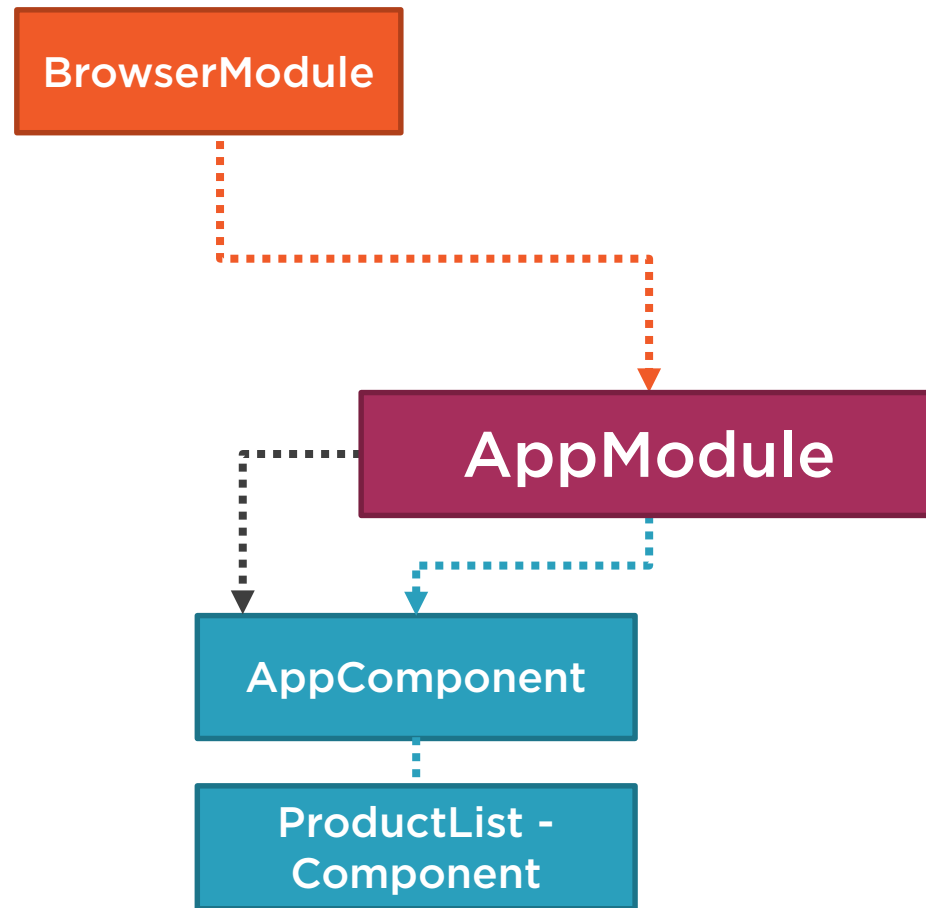 BrowserModule
AppModule
AppComponent
ProductList -
Component